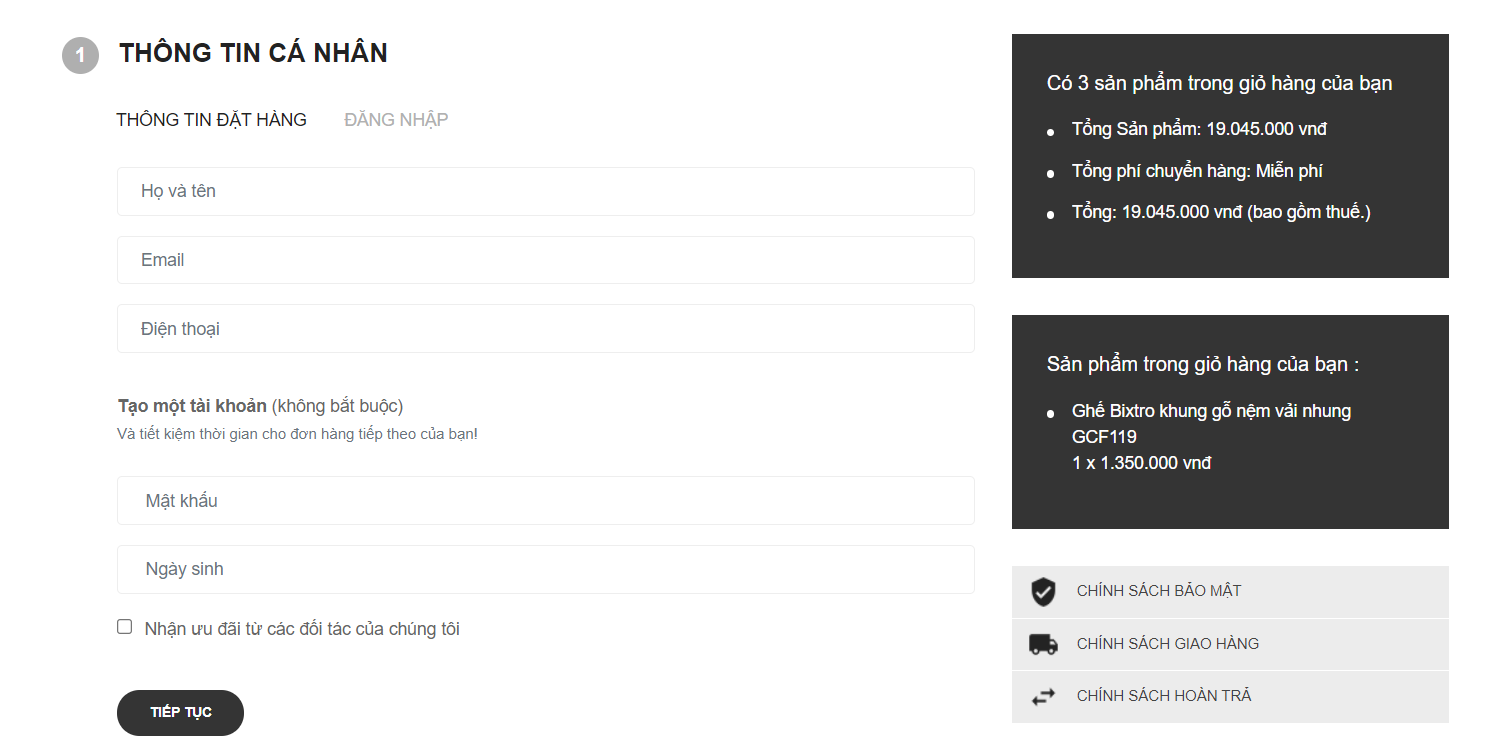 1 THÔNG TIN CÁ NHÂN
THÔNG TIN ĐẶT HÀNG ĐĂNG NHẬP
Họ và tên
Email
Điện thoại
Tạo một tài khoản (không bắt buộc)
Và tiết kiệm thời gian cho đơn hàng tiếp theo của bạn!
Mật khẩu
Ngày sinh
Nhận ưu đãi từ các đối tác của chúng tôi
TIẾP TỤC
Có 3 sản phẩm trong giỏ hàng của bạn
Tổng Sản phẩm: 19.045.000 vnđ
Tổng phí chuyển hàng: Miễn phí
Tổng: 19.045.000 vnđ (bao gồm thuế.)
Sản phẩm trong giỏ hàng của bạn :
Ghế Bixtro khung gỗ nệm vải nhung
GCF119
1 x 1.350.000 vnđ
CHÍNH SÁCH BẢO MẬT
CHÍNH SÁCH GIAO HÀNG
CHÍNH SÁCH HOÀN TRẢ